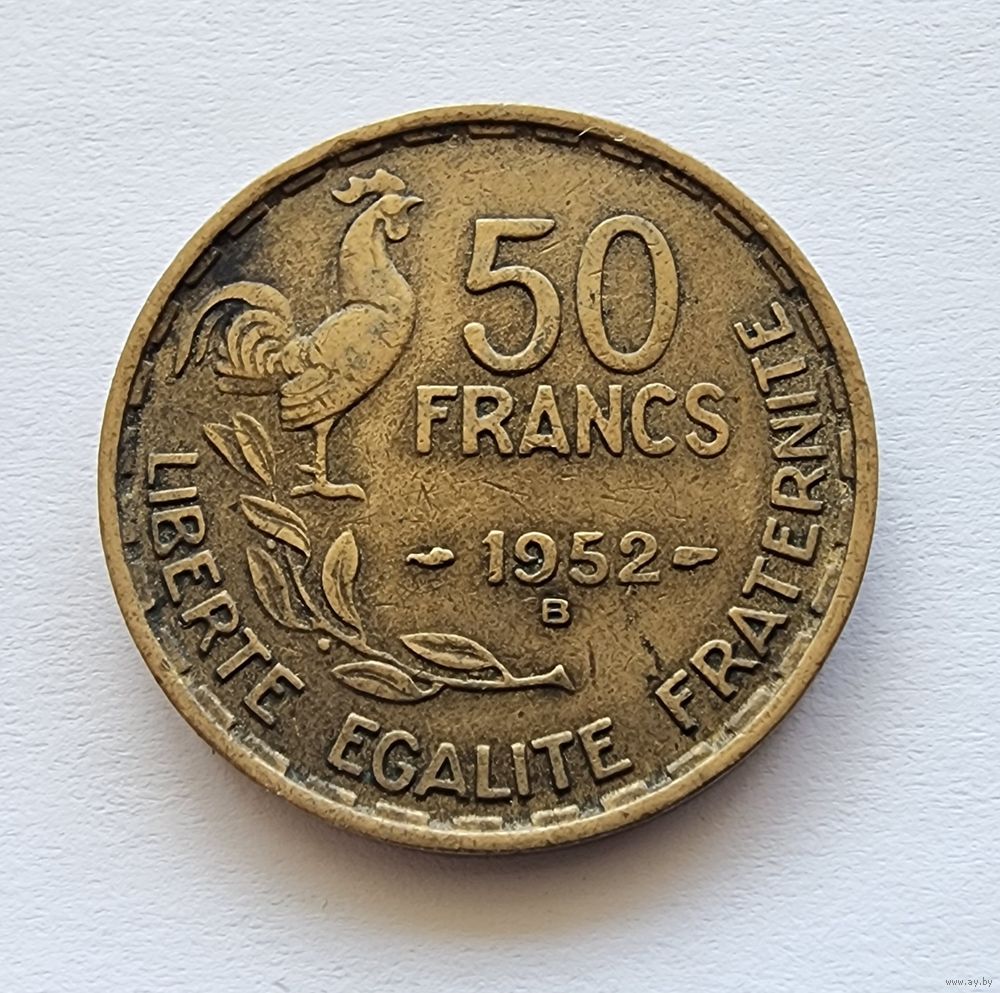 50
FRANCS
1952
B
LIBERTE EGALITE FRATERNITE
www.ay.by